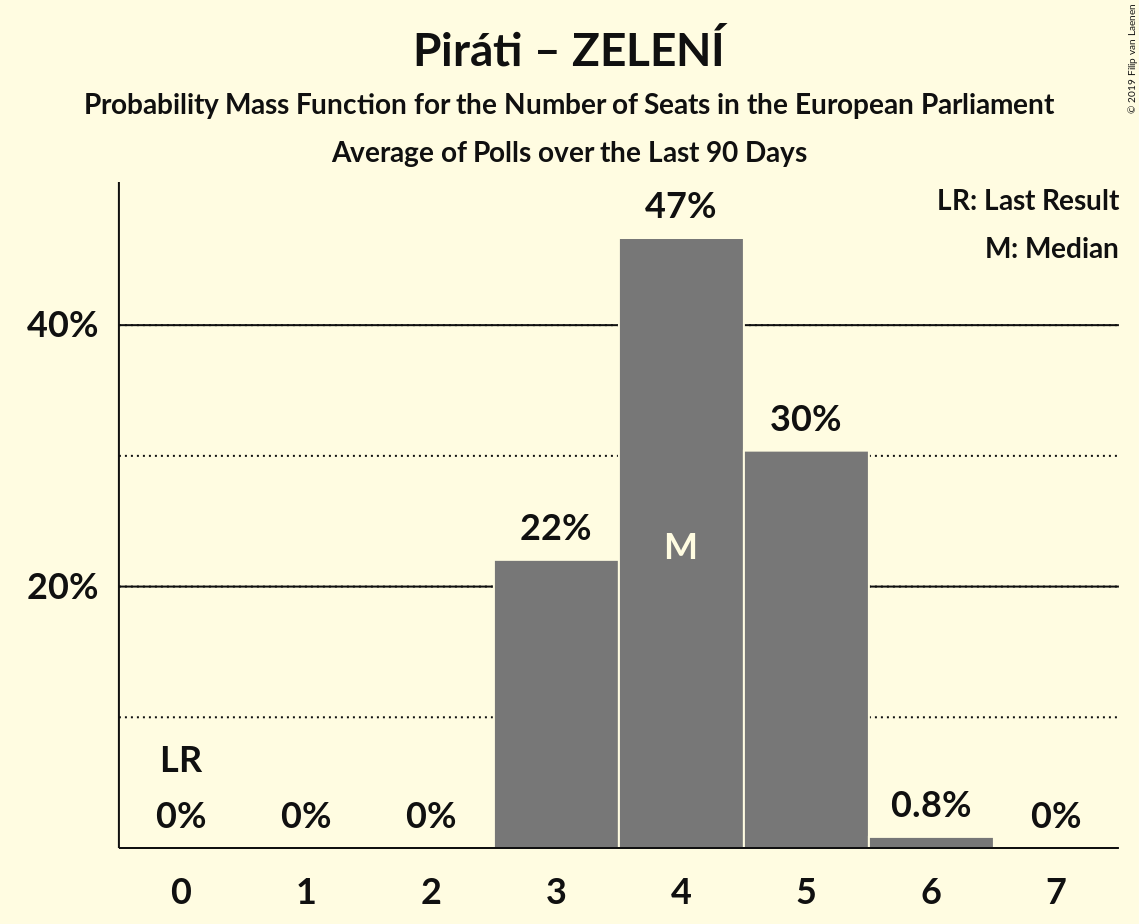 Piráti – ZELENÍ
Probability Mass Function for the Number of Seats in the European Parliament
Average of Polls over the Last 90 Days
© 2019 Filip van Laenen
LR: Last Result
M: Median
47%
40%
30%
22%
M
20%
LR
0% 0% 0% 0.8% 0%
0 1 2 3 4 5 6 7